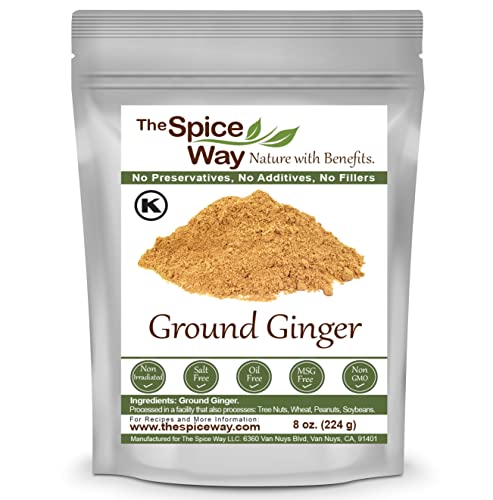 The Spice
Way Nature with Benefits.
No Preservatives, No Additives, No Fillers
K
Ground Ginger
Non Irradiated
Salt Free
Oil Free
MSG Free
Non GMO
Ingredients: Ground Ginger.
Processed in a facility that also processes: Tree Nuts, Wheat, Peanuts, Soybeans.
For Recipes and More Information:
www.thespiceway.com 8 oz. (224 g)
Manufactured for The Spice Way LLC. 6360 Van Nuys Blvd, Van Nuys, CA, 91401